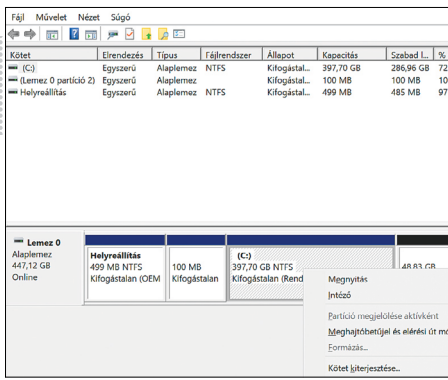 Fájl Művelet Nézet Súgó
Kötet Elrendezés Típus Fájlrendszer Állapot Kapacitás Szabad l... %
(C:) Egyszerű Alaplemez NTFS Kifogástal... 397,70 GB 286,96 GB 72
(Lemez 0 partíció 2) Egyszerű Alaplemez Kifogástal... 100 MB 100 MB 10
Helyreállítás Egyszerű Alaplemez NTFS Kifogástal... 499 MB 485 MB 97
Lemez 0
Alaplemez
447,12 GB
Online
Helyreállítás
499 MB NTFS
Kifogástalan (OEM
100 MB
Kifogástalan
(C:)
397,70 GB NTFS
Kifogástalan (Rend
48,83 GB
Megnyitás
Intéző
Partíció megjelölése aktívként
Meghajtóbetűjel és elérési út mó
Formázás...
Kötet kiterjesztése...